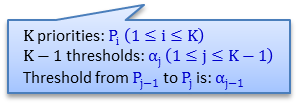 K priorities: Pᵢ (1 ≤ i ≤ K)
K – 1 thresholds: αⱼ (1 ≤ j ≤ K – 1)
Threshold from Pⱼ₋₁ to Pⱼ is: αⱼ₋₁